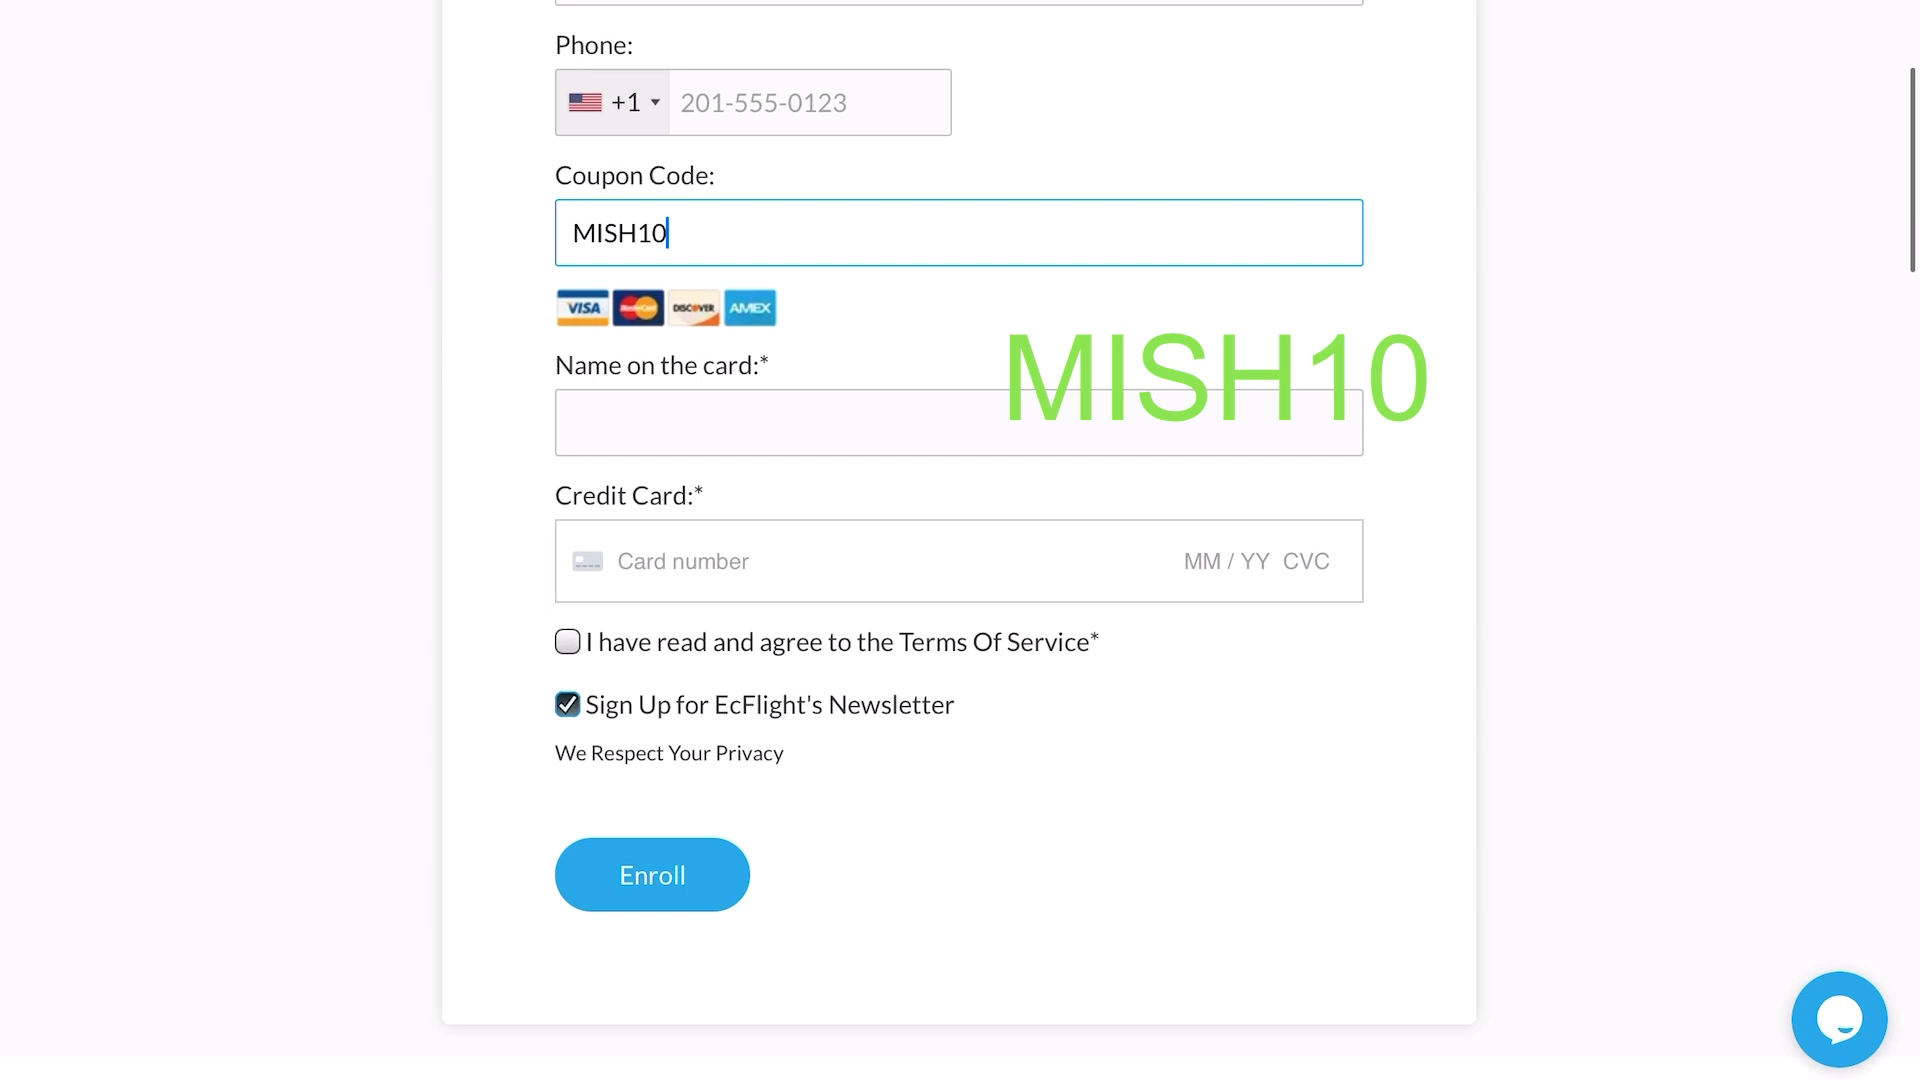 Phone:
+1 201-555-0123
Coupon Code:
MISH10
VISA MasterCard DISCOVER AMEX
MISH10
Name on the card:*
Credit Card:*
Card number MM / YY CVC
I have read and agree to the Terms Of Service*
Sign Up for EcFlight's Newsletter
We Respect Your Privacy
Enroll